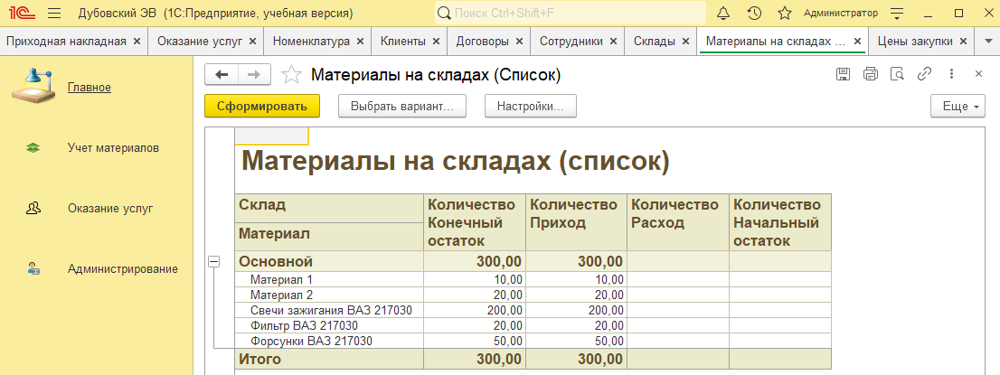 1С Дубовский ЭВ (1С:Предприятие, учебная версия) Поиск Ctrl+Shift+F Администратор
Приходная накладная × Оказание услуг × Номенклатура × Клиенты × Договоры × Сотрудники × Склады × Материалы на складах ... × Цены закупки ×
Главное
Учет материалов
Оказание услуг
Администрирование
Материалы на складах (Список)
Сформировать Выбрать вариант... Настройки... Еще
Материалы на складах (список)
Склад Количество Количество Количество Количество
Конечный Приход Расход Начальный
Материал остаток остаток
Основной 300,00 300,00
Материал 1 10,00 10,00
Материал 2 20,00 20,00
Свечи зажигания ВАЗ 217030 200,00 200,00
Фильтр ВАЗ 217030 20,00 20,00
Форсунки ВАЗ 217030 50,00 50,00
Итого 300,00 300,00